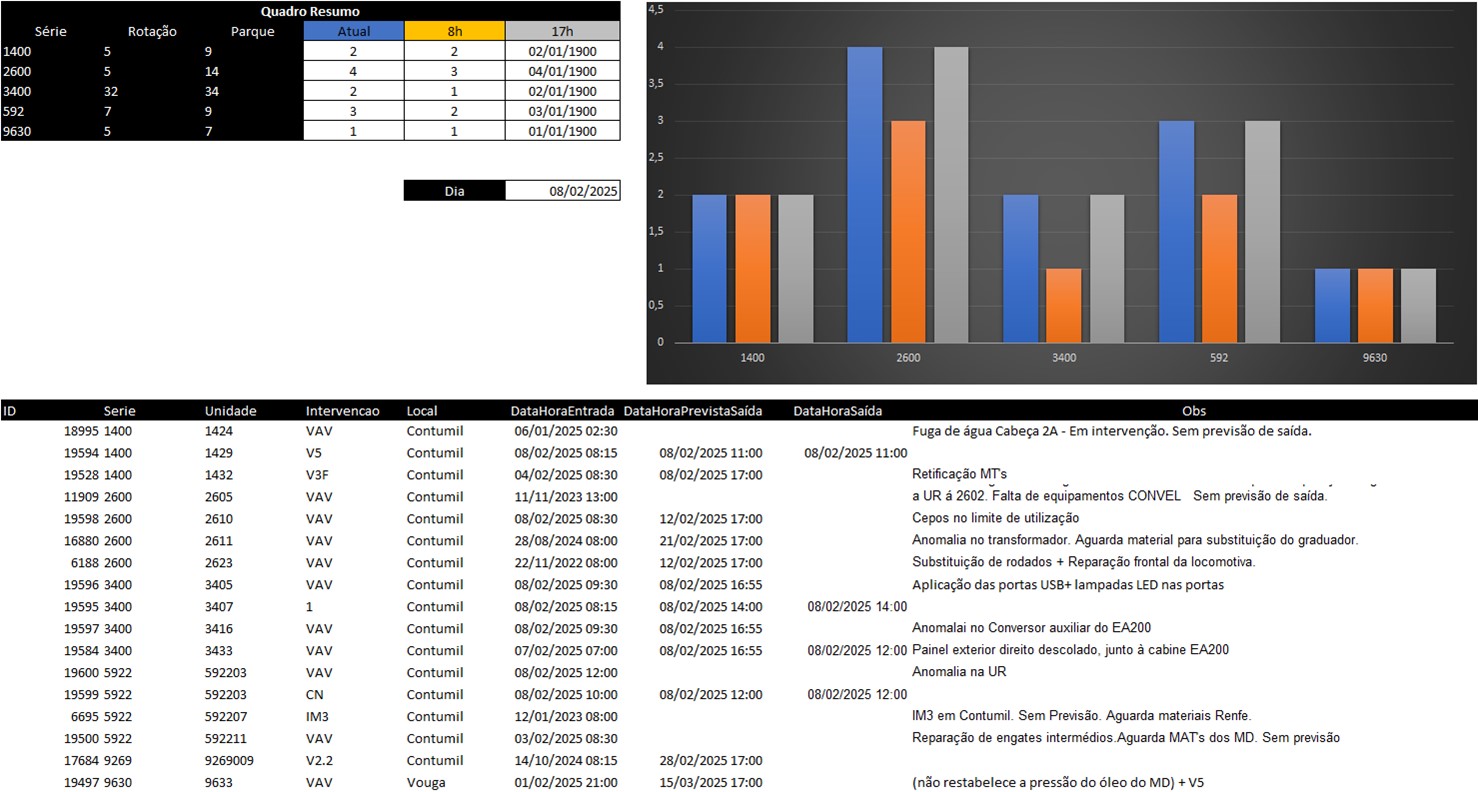 Quadro Resumo
Série Rotação Parque Atual 8h 17h
1400 5 9 2 2 02/01/1900
2600 5 14 4 3 04/01/1900
3400 32 34 2 1 02/01/1900
592 7 9 3 2 03/01/1900
9630 5 7 1 1 01/01/1900
Dia 08/02/2025
4,5
4
3,5
3
2,5
2
1,5
1
0,5
0
1400 2600 3400 592 9630
ID Serie Unidade Intervencao Local DataHoraEntrada DataHoraPrevistaSaída DataHoraSaída Obs
18995 1400 1424 VAV Contumil 06/01/2025 02:30 Fuga de água Cabeça 2A - Em intervenção. Sem previsão de saída.
19594 1400 1429 V5 Contumil 08/02/2025 08:15 08/02/2025 11:00 08/02/2025 11:00
19528 1400 1432 V3F Contumil 04/02/2025 08:30 08/02/2025 17:00 Retificação MT's
11909 2600 2605 VAV Contumil 11/11/2023 13:00 a UR á 2602. Falta de equipamentos CONVEL Sem previsão de saída.
19598 2600 2610 VAV Contumil 08/02/2025 08:30 12/02/2025 17:00 Cepos no limite de utilização
16880 2600 2611 VAV Contumil 28/08/2024 08:00 21/02/2025 17:00 Anomalia no transformador. Aguarda material para substituição do graduador.
6188 2600 2623 VAV Contumil 22/11/2022 08:00 12/02/2025 17:00 Substituição de rodados + Reparação frontal da locomotiva.
19596 3400 3405 VAV Contumil 08/02/2025 09:30 08/02/2025 16:55 Aplicação das portas USB+ lampadas LED nas portas
19595 3400 3407 1 Contumil 08/02/2025 08:15 08/02/2025 14:00 08/02/2025 14:00
19597 3400 3416 VAV Contumil 08/02/2025 09:30 08/02/2025 16:55 Anomalai no Conversor auxiliar do EA200
19584 3400 3433 VAV Contumil 07/02/2025 07:00 08/02/2025 16:55 08/02/2025 12:00 Painel exterior direito descolado, junto à cabine EA200
19600 5922 592203 VAV Contumil 08/02/2025 12:00 Anomalia na UR
19599 5922 592203 CN Contumil 08/02/2025 10:00 08/02/2025 12:00 08/02/2025 12:00
6695 5922 592207 IM3 Contumil 12/01/2023 08:00 IM3 em Contumil. Sem Previsão. Aguarda materiais Renfe.
19500 5922 592211 VAV Contumil 03/02/2025 08:30 Reparação de engates intermédios.Aguarda MAT's dos MD. Sem previsão
17684 9269 9269009 V2.2 Contumil 14/10/2024 08:15 28/02/2025 17:00
19497 9630 9633 VAV Vouga 01/02/2025 21:00 15/03/2025 17:00 (não restabelece a pressão do óleo do MD) + V5